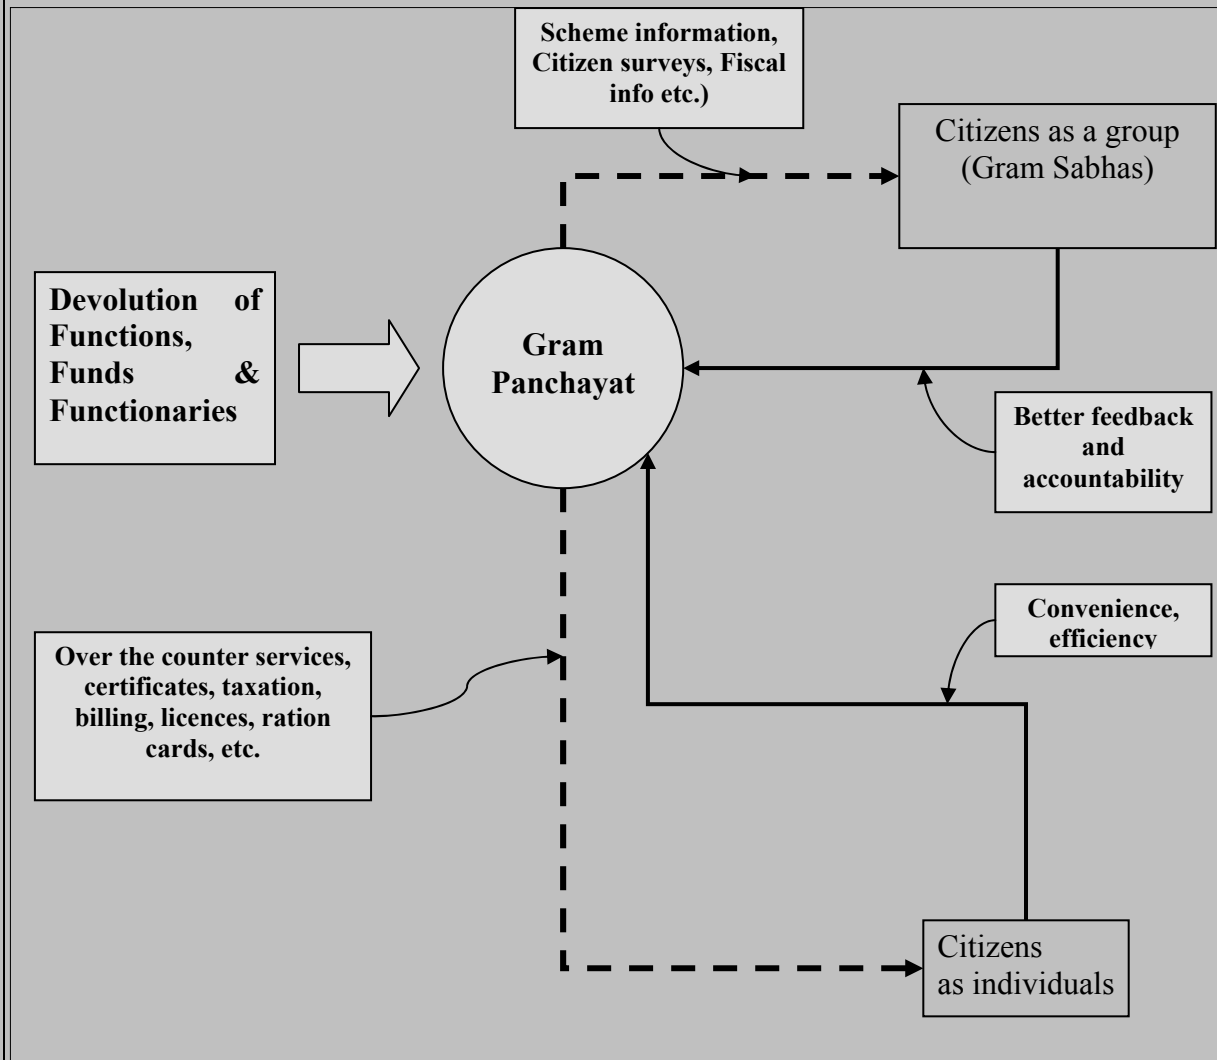 Scheme information,
Citizen surveys, Fiscal
info etc.)
Citizens as a group
(Gram Sabhas)
Devolution of
Functions,
Funds &
Functionaries
Gram
Panchayat
Better feedback
and
accountability
Convenience,
efficiency
Over the counter services,
certificates, taxation,
billing, licences, ration
cards, etc.
Citizens
as individuals